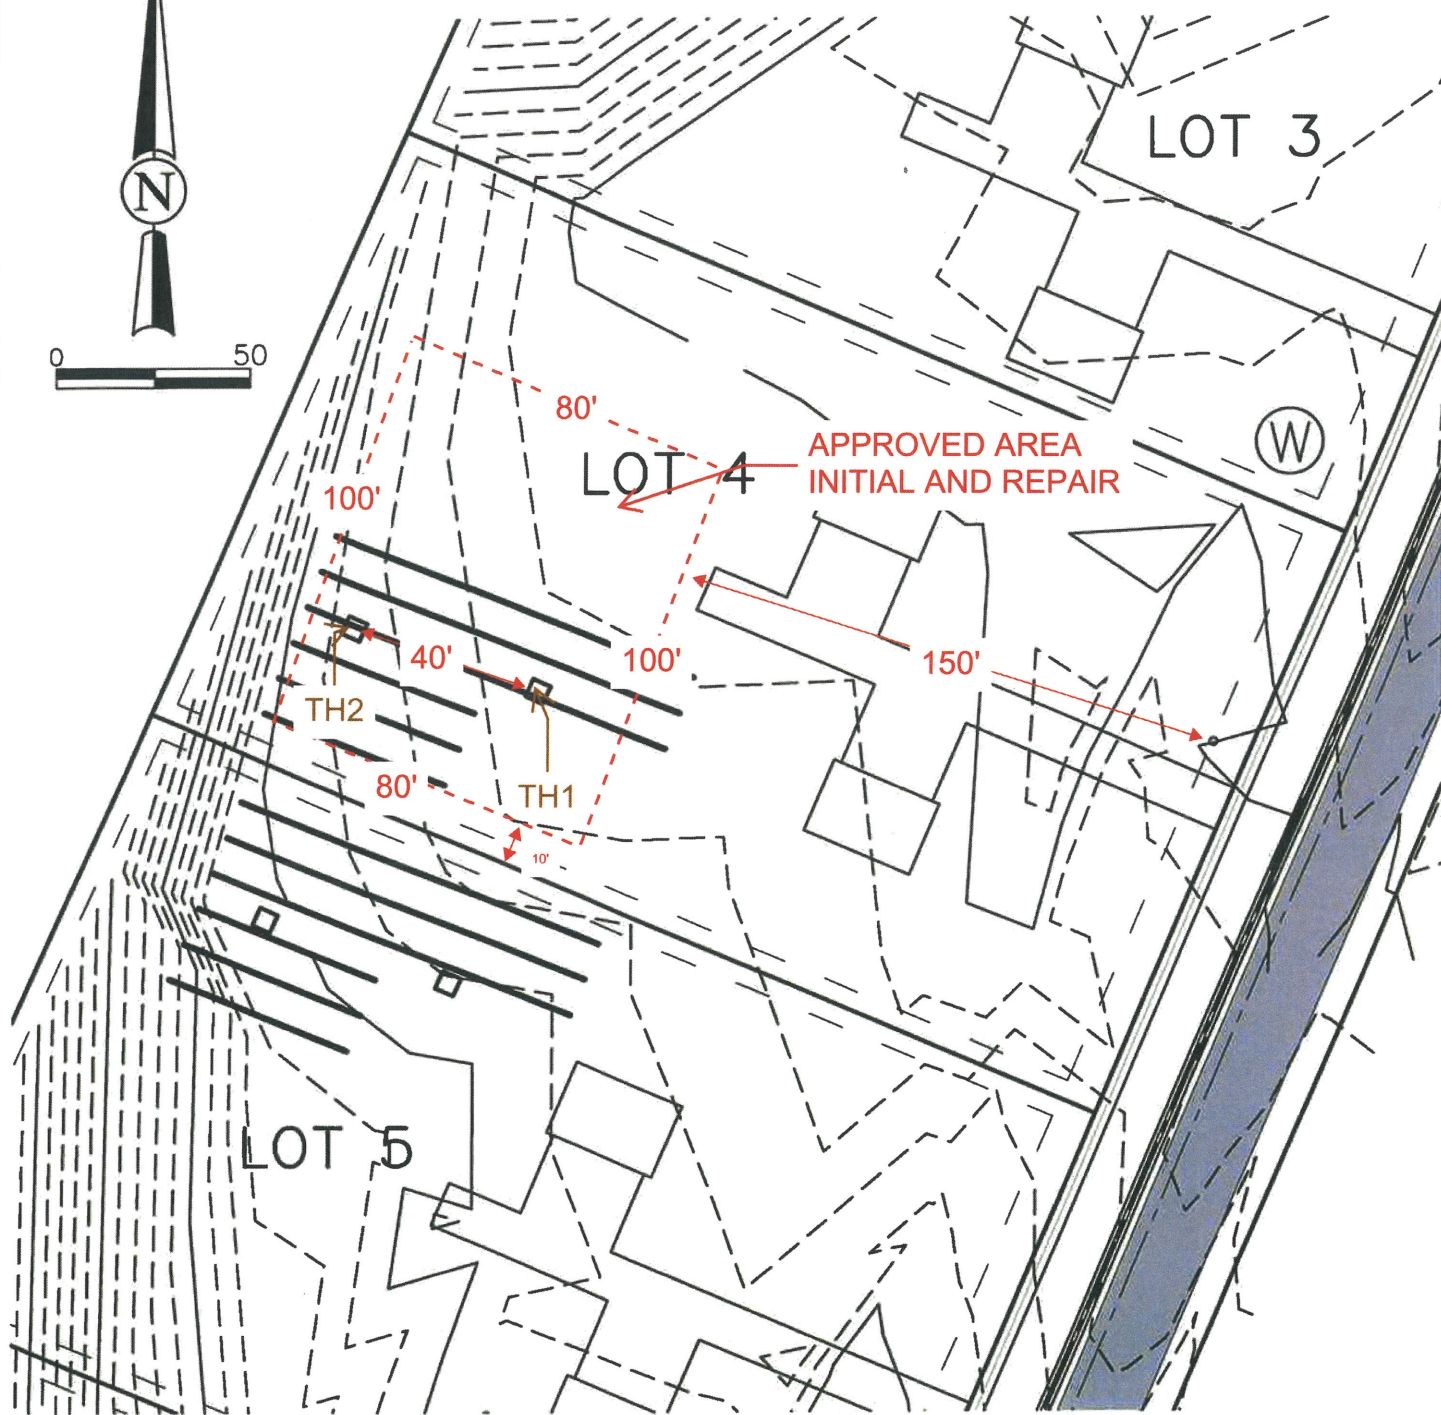 LOT 3
N
0 50
80'
W
APPROVED AREA
INITIAL AND REPAIR
LOT 4
100'
40'
100'
150'
TH2
80'
TH1
10'
LOT 5